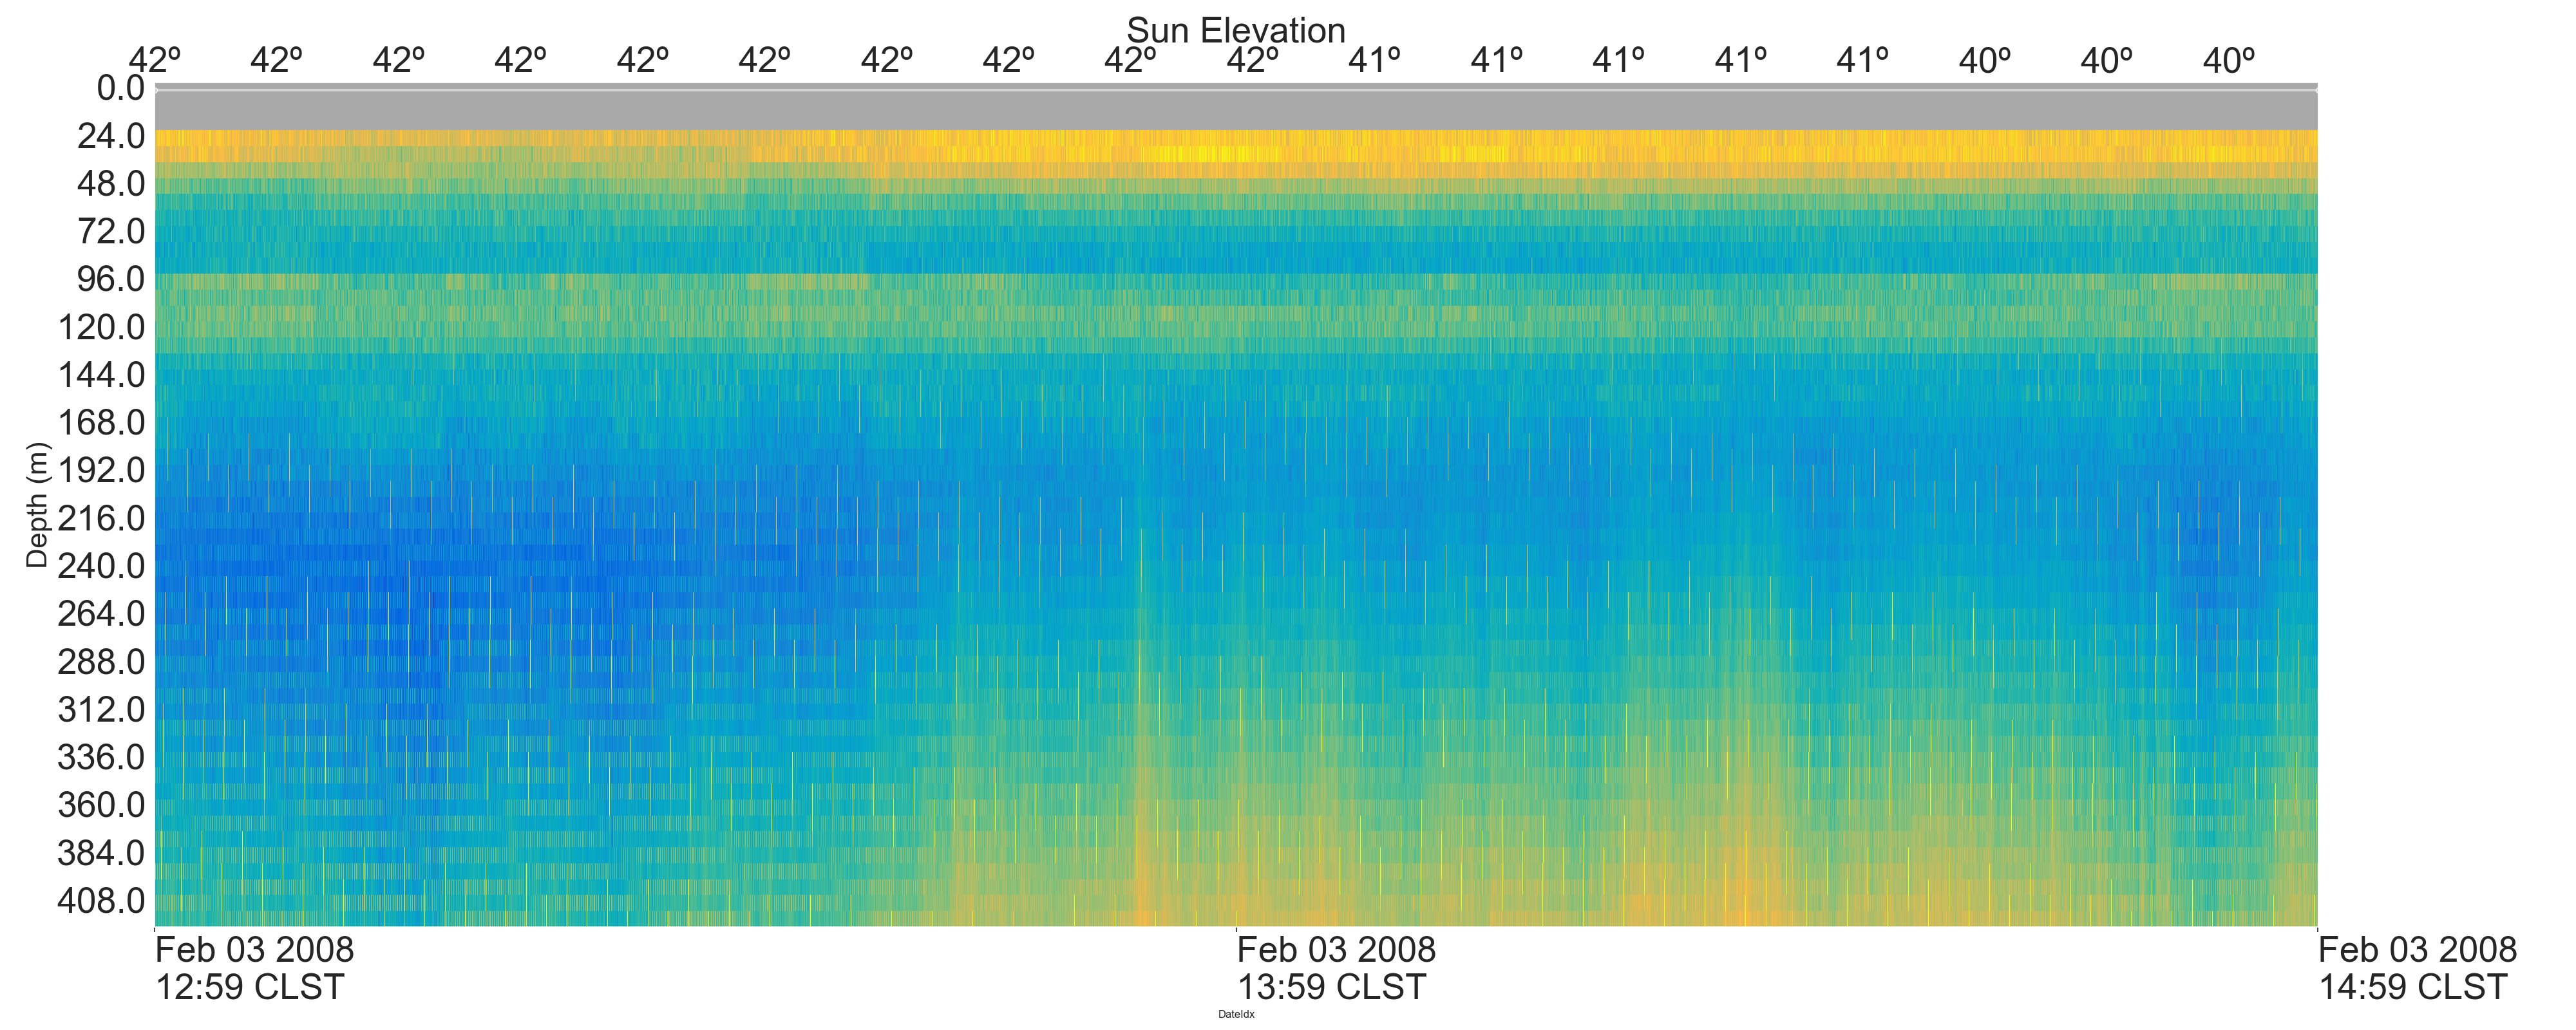 Sun Elevation
42º 42º 42º 42º 42º 42º 42º 42º 42º 42º 41º 41º 41º 41º 41º 40º 40º 40º
0.0
24.0
48.0
72.0
96.0
120.0
144.0
168.0
192.0
216.0
240.0
264.0
288.0
312.0
336.0
360.0
384.0
408.0
Depth (m)
Feb 03 2008
12:59 CLST
Feb 03 2008
13:59 CLST
Feb 03 2008
14:59 CLST
DateIdx